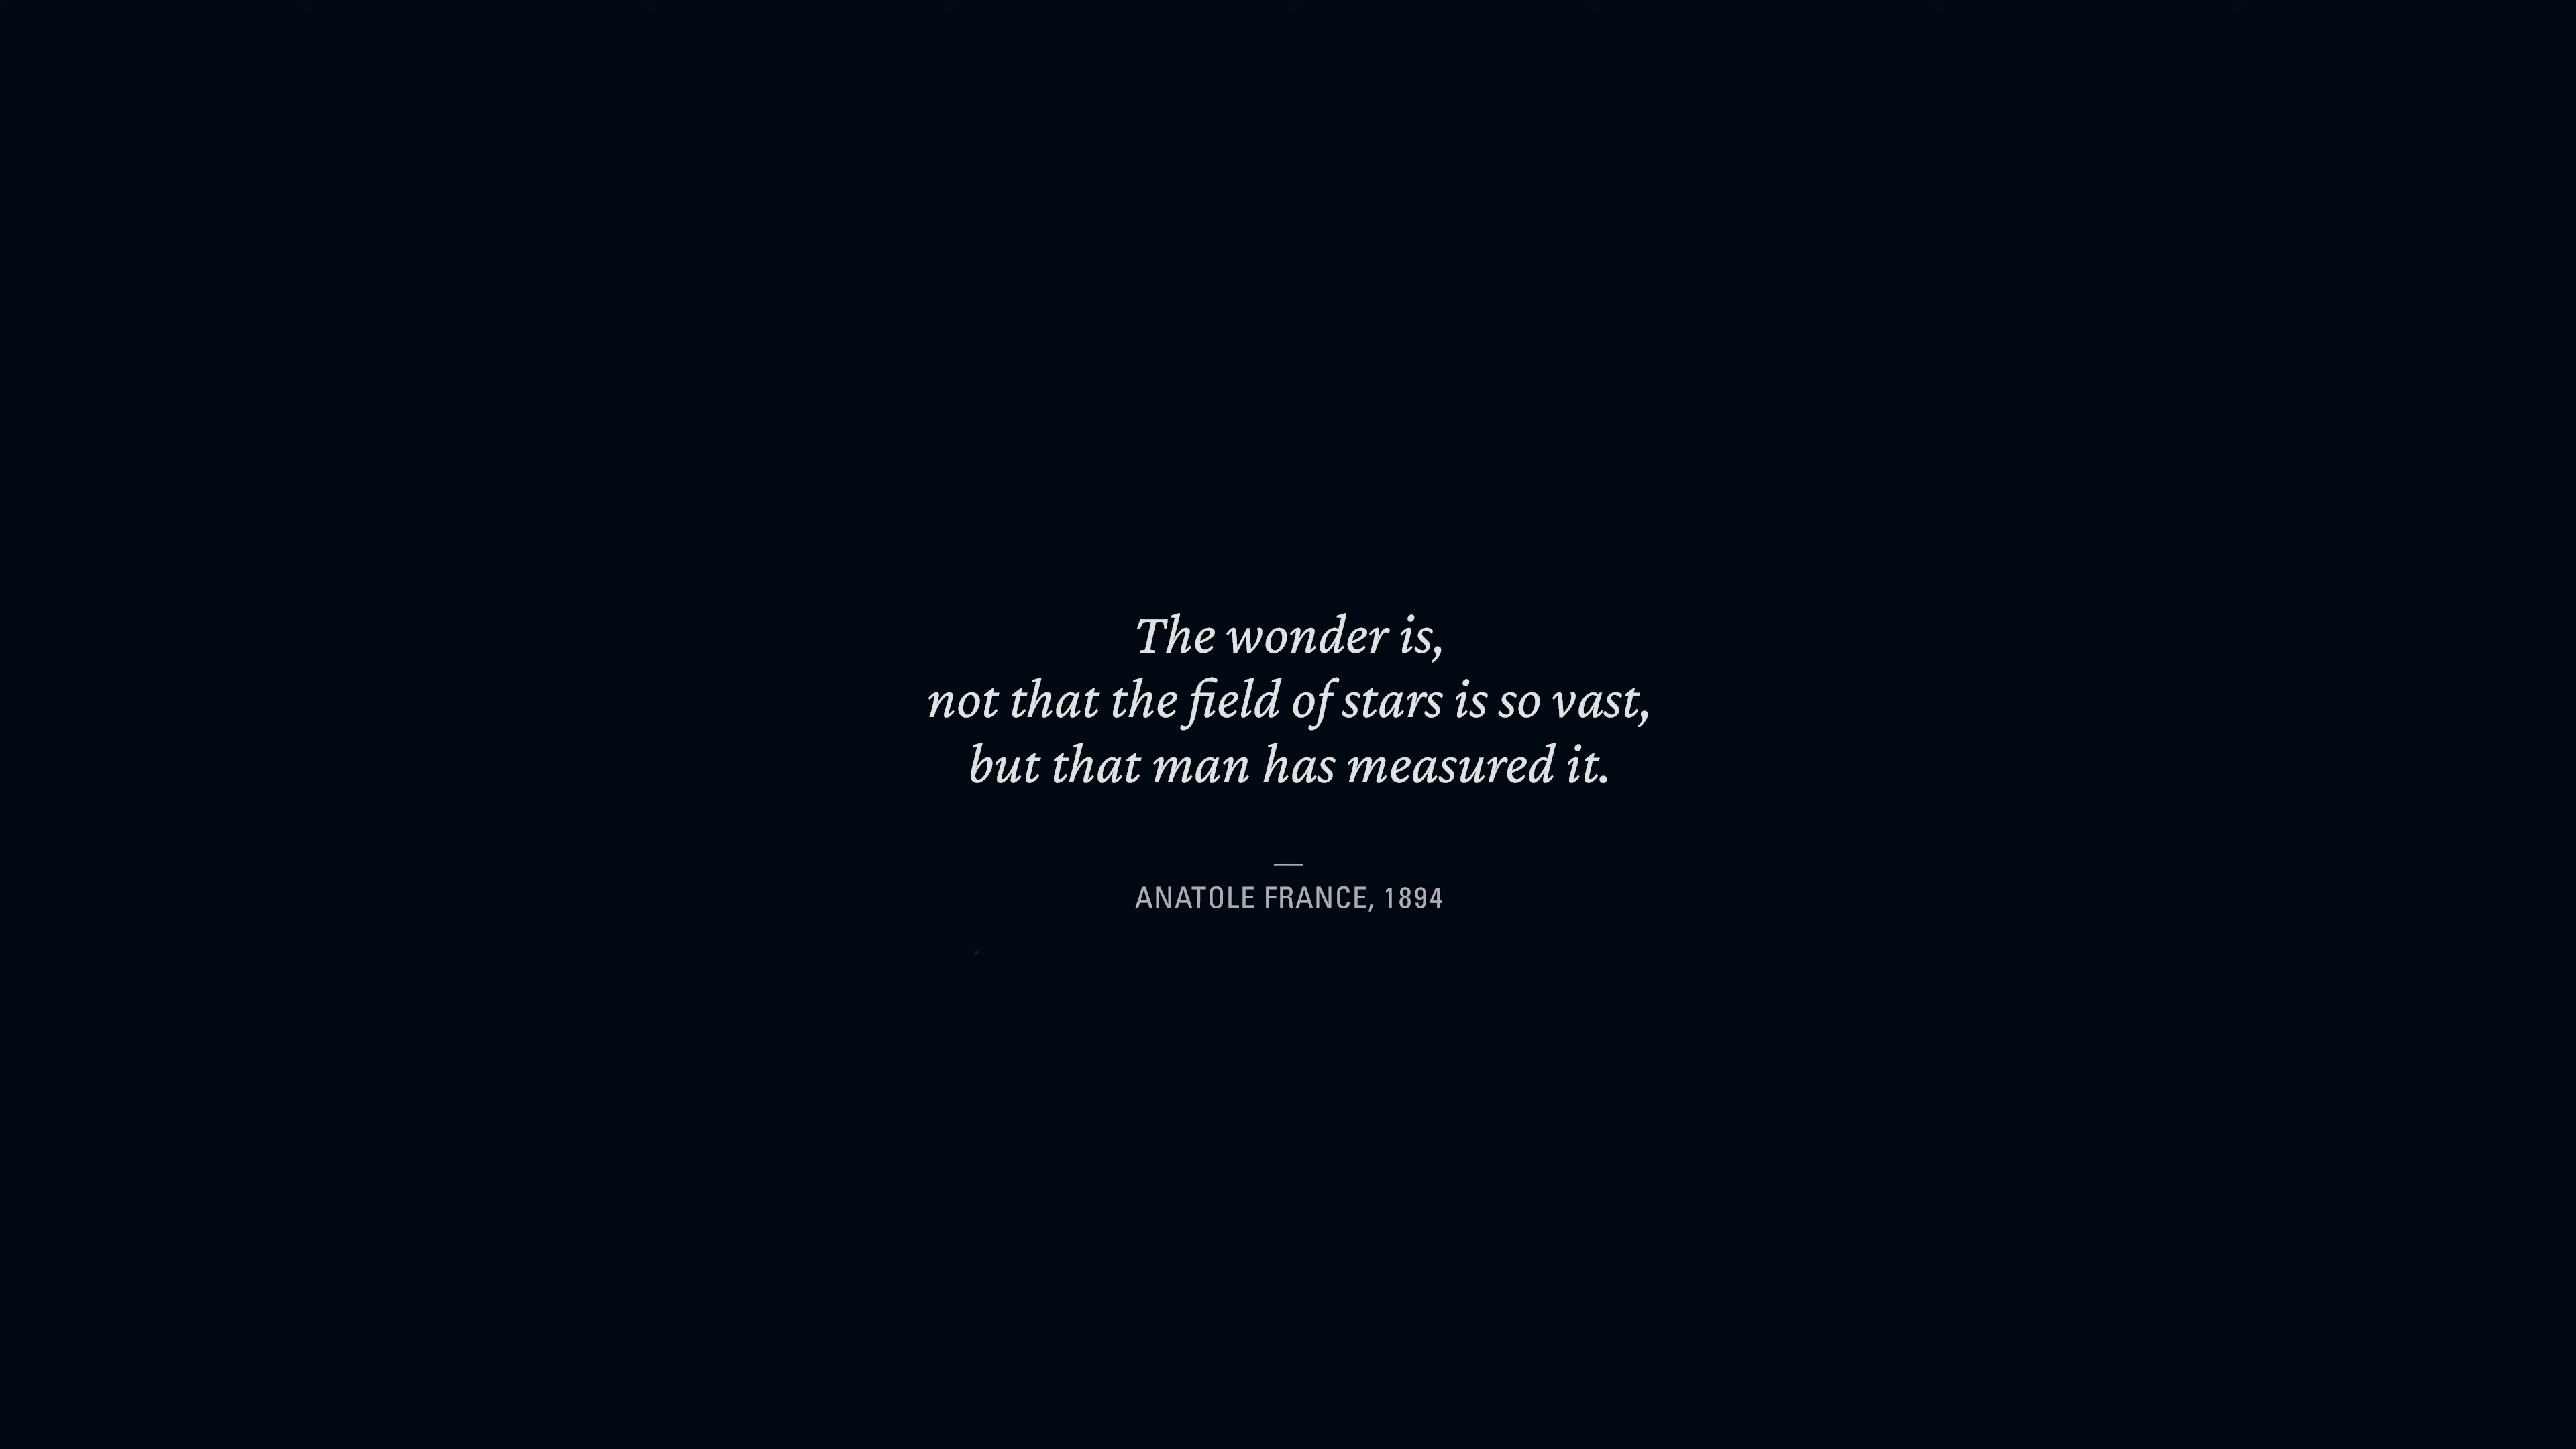 The wonder is,
not that the field of stars is so vast,
but that man has measured it.
—
ANATOLE FRANCE, 1894